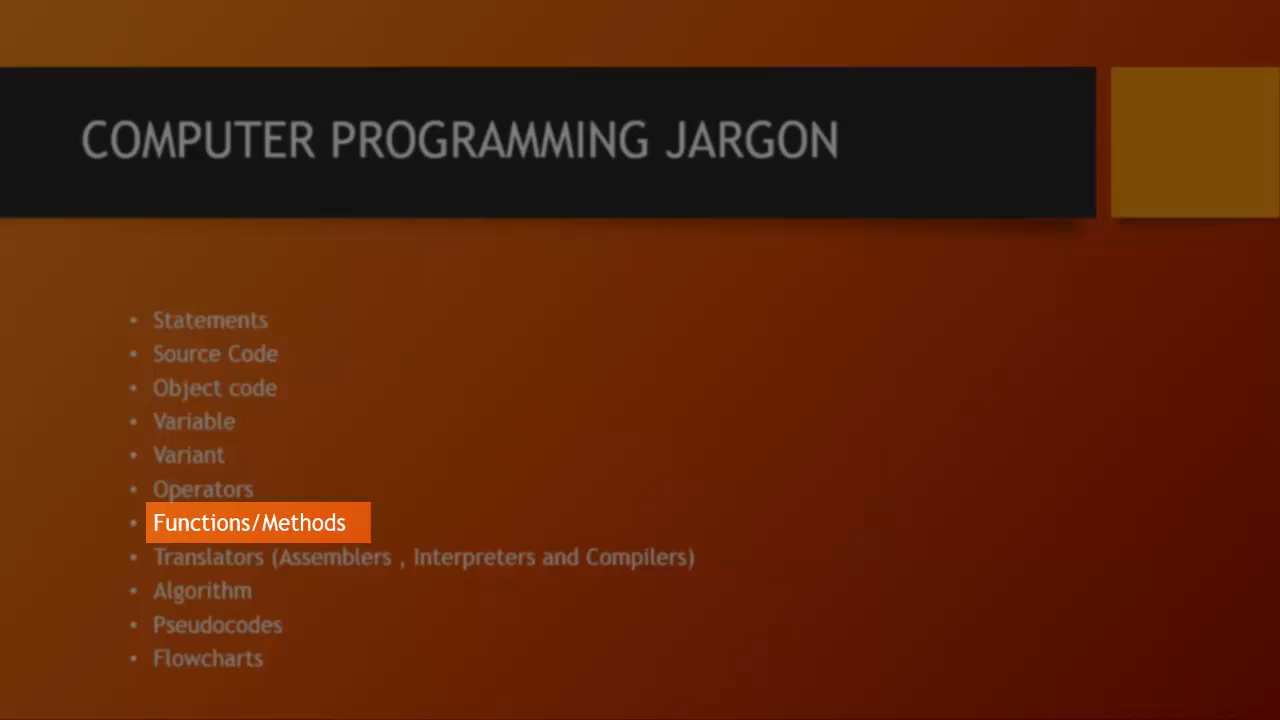 COMPUTER PROGRAMMING JARGON
• Statements
• Source Code
• Object code
• Variable
• Variant
• Operators
• Functions/Methods
• Translators (Assemblers , Interpreters and Compilers)
• Algorithm
• Pseudocodes
• Flowcharts